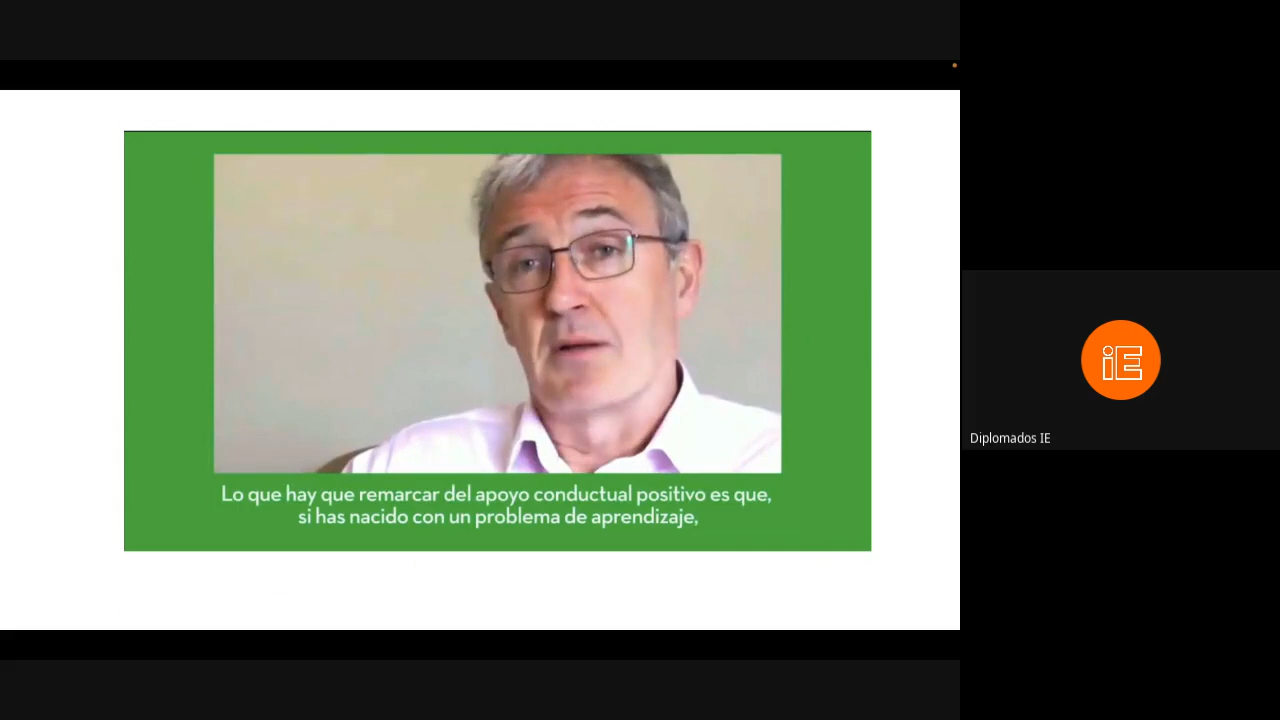 Lo que hay que remarcar del apoyo conductual positivo es que,
si has nacido con un problema de aprendizaje,
iE
Diplomados IE